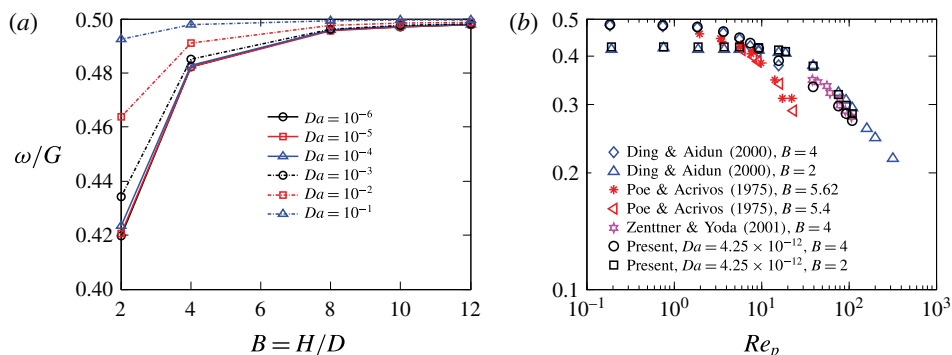 (a)
0.50
0.48
0.46
ω/G
0.44
0.42
0.40
2
4
6
8
10
12
B = H/D
Da = 10⁻⁶
Da = 10⁻⁵
Da = 10⁻⁴
Da = 10⁻³
Da = 10⁻²
Da = 10⁻¹
(b)
0.5
0.4
0.3
0.2
0.1
10⁻¹
10⁰
10¹
10²
10³
Re_p
Ding & Aidun (2000), B = 4
Ding & Aidun (2000), B = 2
Poe & Acrivos (1975), B = 5.62
Poe & Acrivos (1975), B = 5.4
Zenttner & Yoda (2001), B = 4
Present, Da = 4.25 × 10⁻¹², B = 4
Present, Da = 4.25 × 10⁻¹², B = 2